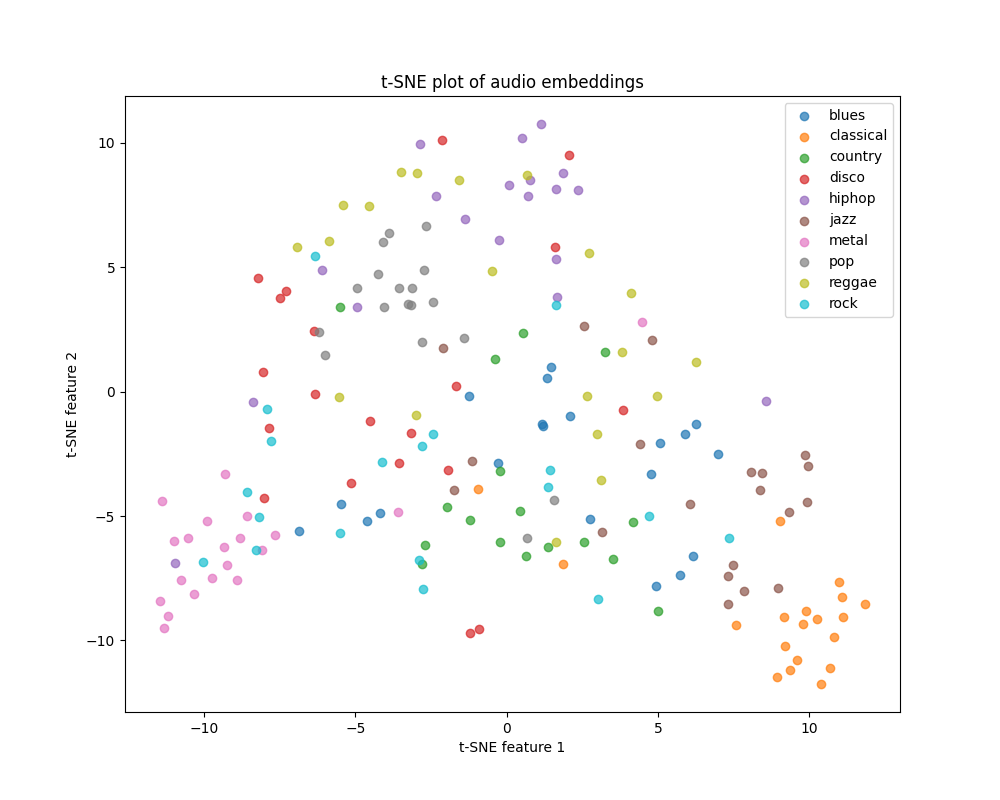 t-SNE plot of audio embeddings
blues
classical
country
disco
hiphop
jazz
metal
pop
reggae
rock
10
5
0
−5
−10
t-SNE feature 2
−10 −5 0 5 10
t-SNE feature 1